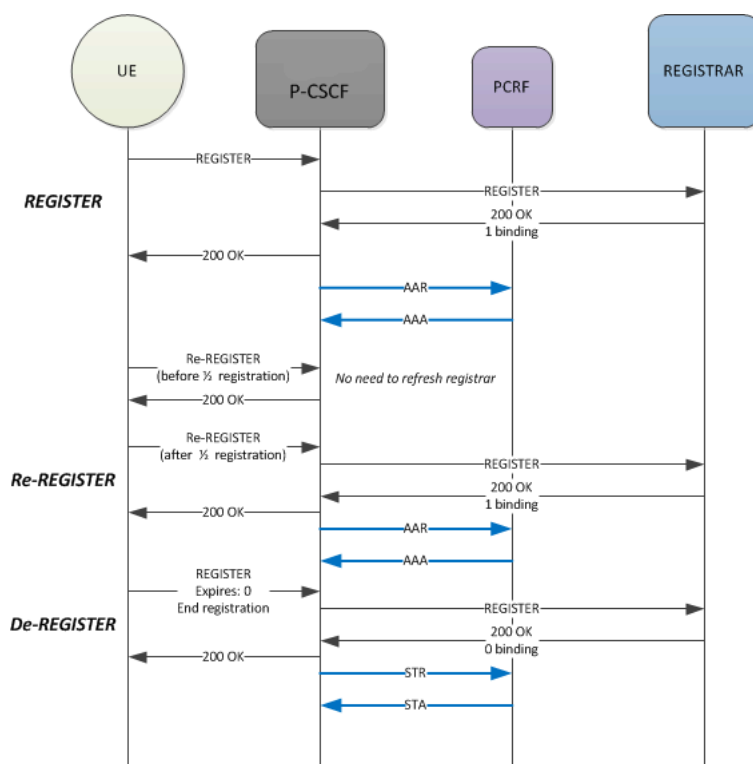 UE
P-CSCF
PCRF
REGISTRAR
REGISTER
REGISTER
REGISTER
200 OK
1 binding
200 OK
AAR
AAA
Re-REGISTER
(before ½ registration)
No need to refresh registrar
200 OK
Re-REGISTER
(after ½ registration)
REGISTER
Re-REGISTER
200 OK
1 binding
200 OK
AAR
AAA
REGISTER
Expires: 0
End registration
REGISTER
De-REGISTER
200 OK
0 binding
200 OK
STR
STA